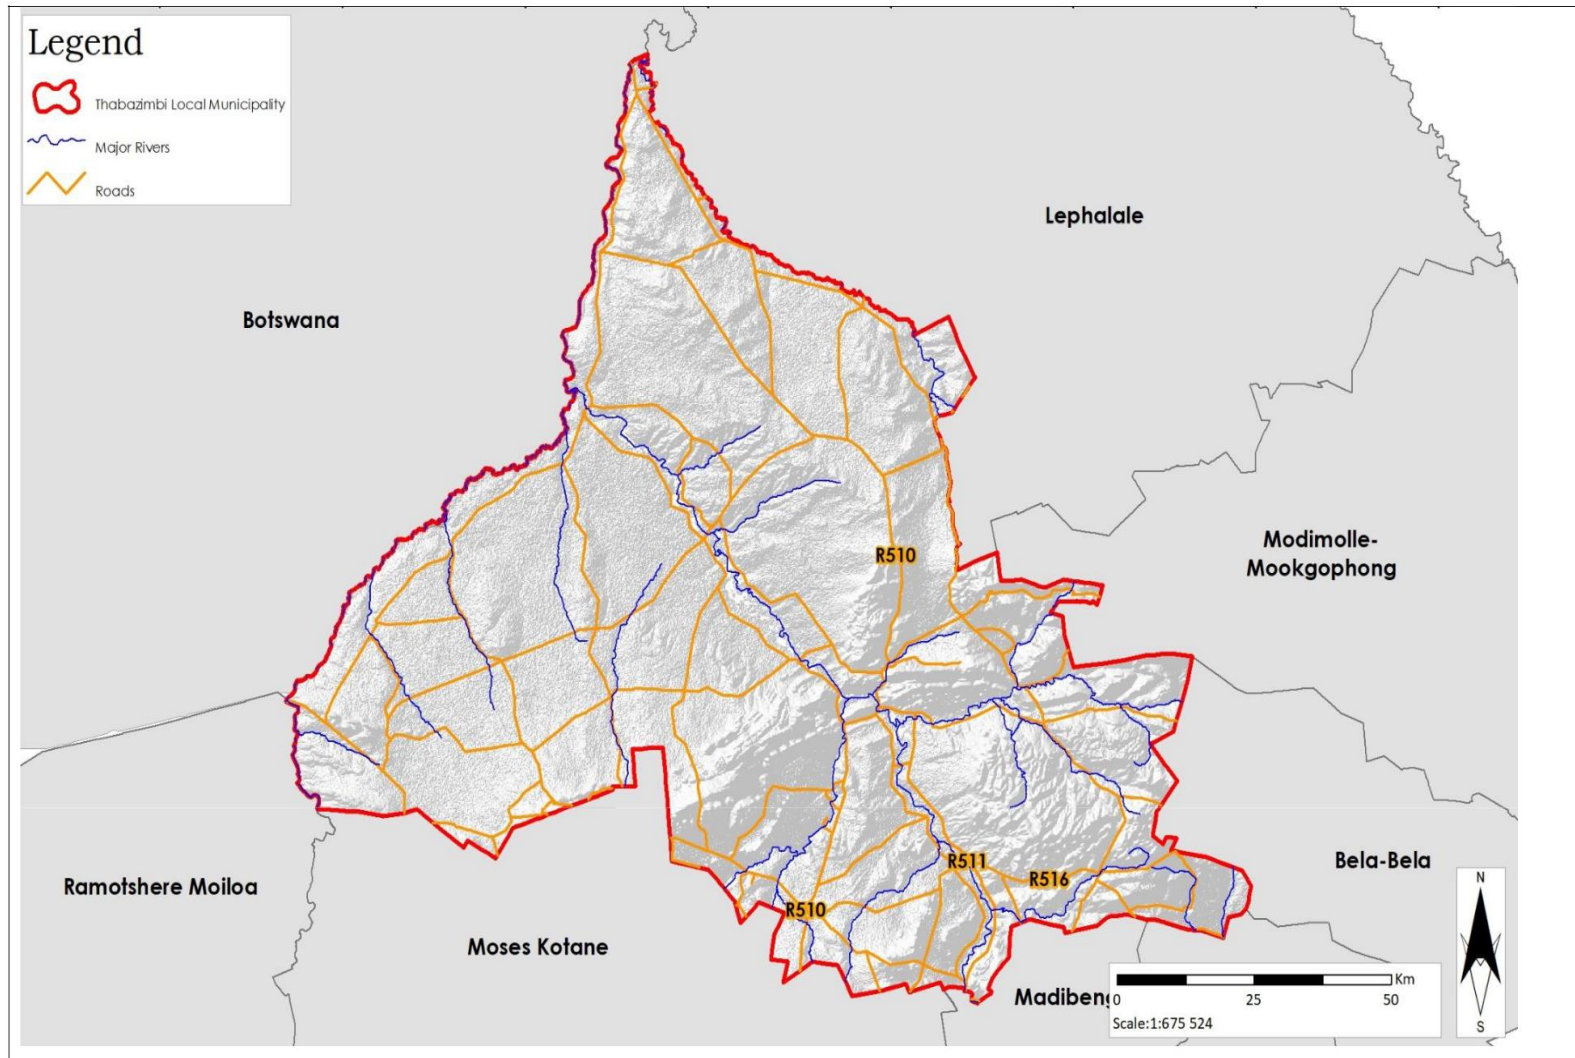 Legend
Thabazimbi Local Municipality
Major Rivers
Roads
Lephalale
Botswana
Modimolle-
Mookgophong
R510
R511
R516
Bela-Bela
R510
Ramotshere Moiloa
Moses Kotane
Madibeng
N
S
Km
0
25
50
Scale:1:675 524